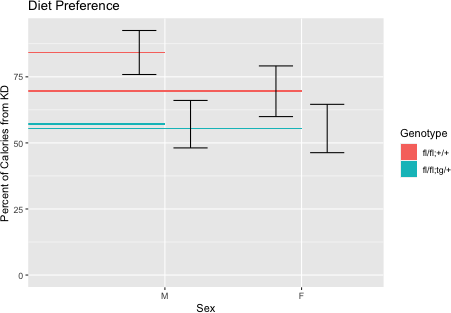 Diet Preference
Percent of Calories from KD
75
50
25
0
M
F
Sex
Genotype
fl/fl;+/+
fl/fl;tg/+